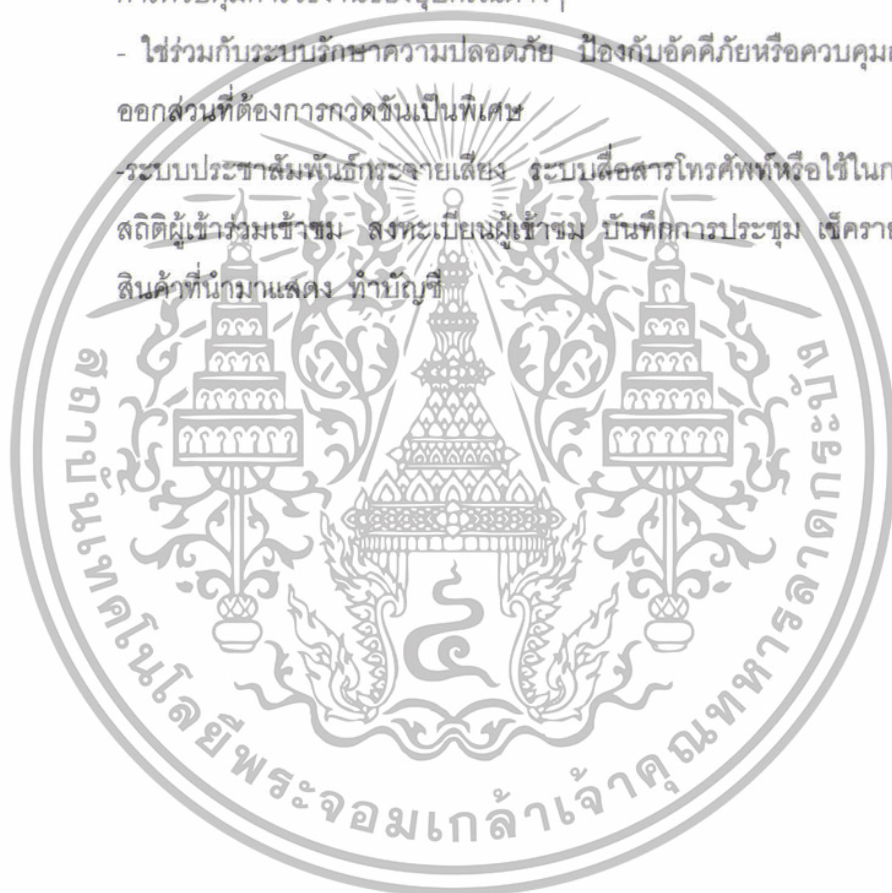 - ใช่ร่วมกับระบบรักษาความปลอดภัย ป้องกับอัคคีภัยหรือควบคุม
ออกส่วนที่ต้องการกวดขันเป็นพิเศษ
-ระบบประชาสัมพันธ์กระจายเสียง ระบบสื่อสารโทรศัพท์หรือใช้ใน
สถิติผู้เข้าร่วมเข้าชม ลงทะเบียนผู้เข้าชม บันทึกการประชุม เช็ค
สินค้าที่นำมาแสดง ทำบัญชี
สถาบันเทคโนโลยีพระจอมเกล้าเจ้าคุณทหารลาดกระบัง
๔